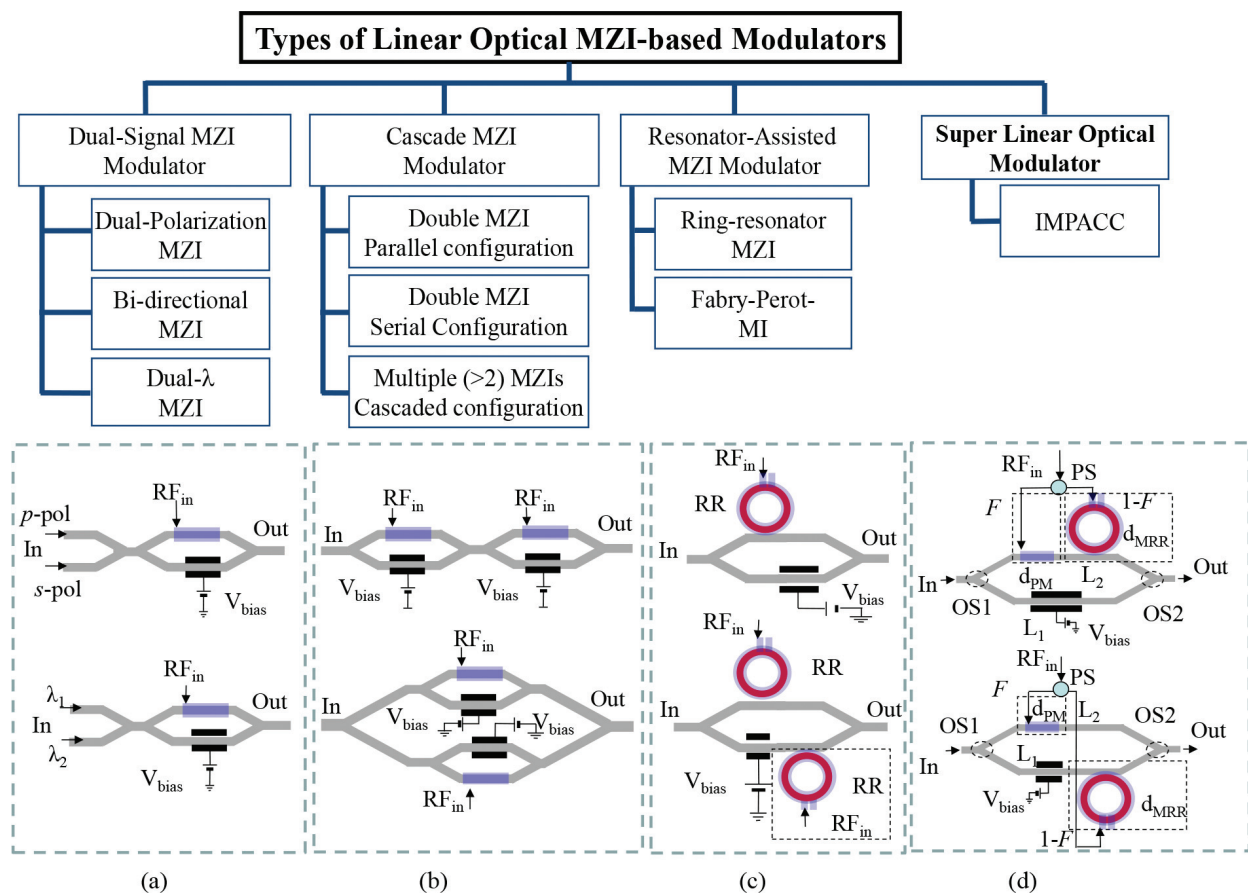 Types of Linear Optical MZI-based Modulators
Dual-Signal MZI
Modulator
Dual-Polarization
MZI
Bi-directional
MZI
Dual-λ
MZI
Cascade MZI
Modulator
Double MZI
Parallel configuration
Double MZI
Serial Configuration
Multiple (>2) MZIs
Cascaded configuration
Resonator-Assisted
MZI Modulator
Ring-resonator
MZI
Fabry-Perot-
MI
Super Linear Optical
Modulator
IMPACC
RFin
p-pol
In
s-pol
Out
Vbias
RFin
λ1
In
λ2
Out
Vbias
(a)
RFin
RFin
In
Out
Vbias
Vbias
RFin
In
Out
Vbias
Vbias
RFin
(b)
RFin
RR
In
Out
Vbias
RFin
RR
In
Out
Vbias
RR
RFin
(c)
RFin
PS
F
1-F
dMRR
dPM
L2
In
Out
OS1
OS2
L1
Vbias
RFin
PS
F
dPM
L2
OS1
OS2
In
Out
L1
Vbias
dMRR
1-F
(d)